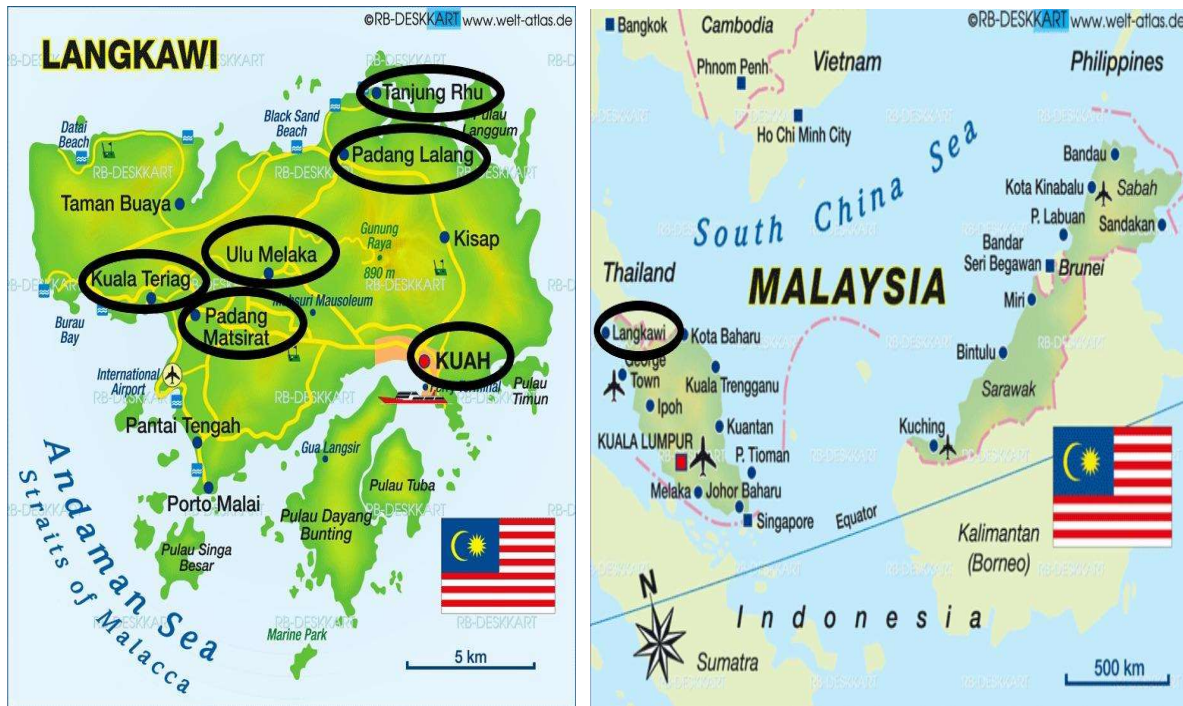 ©RB-DESKKART www.welt-atlas.de
LANGKAWI
Tanjung Rhu
Black Sand
Beach
Pulau
Langgum
Datai
Beach
Padang Lalang
RB-DESKKART
Taman Buaya
Gunung
Raya
890 m
Kisap
Ulu Melaka
Kuala Teriag
Mahsuri Mausoleum
Padang
Matsirat
Burau
Bay
KUAH
International
Airport
Pulau
Timun
Pantai Tengah
Gua Langsir
Porto Malai
Pulau Tuba
Pulau Dayang
Bunting
Pulau Singa
Besar
Andaman Sea
Straits of Malacca
Marine Park
5 km
©RB-DESKKART www.welt-atlas.de
Bangkok
Cambodia
Phnom Penh
Vietnam
Philippines
Ho Chi Minh City
South China Sea
Bandau
Kota Kinabalu
Sabah
P. Labuan
Sandakan
Bandar
Seri Begawan
Brunei
Thailand
MALAYSIA
Miri
Langkawi
Kota Baharu
George
Town
Kuala Trengganu
Bintulu
Sarawak
Ipoh
Kuantan
Kuching
KUALA LUMPUR
P. Tioman
Melaka
Johor Baharu
Singapore
Equator
Kalimantan
(Borneo)
N
Indonesia
Sumatra
500 km